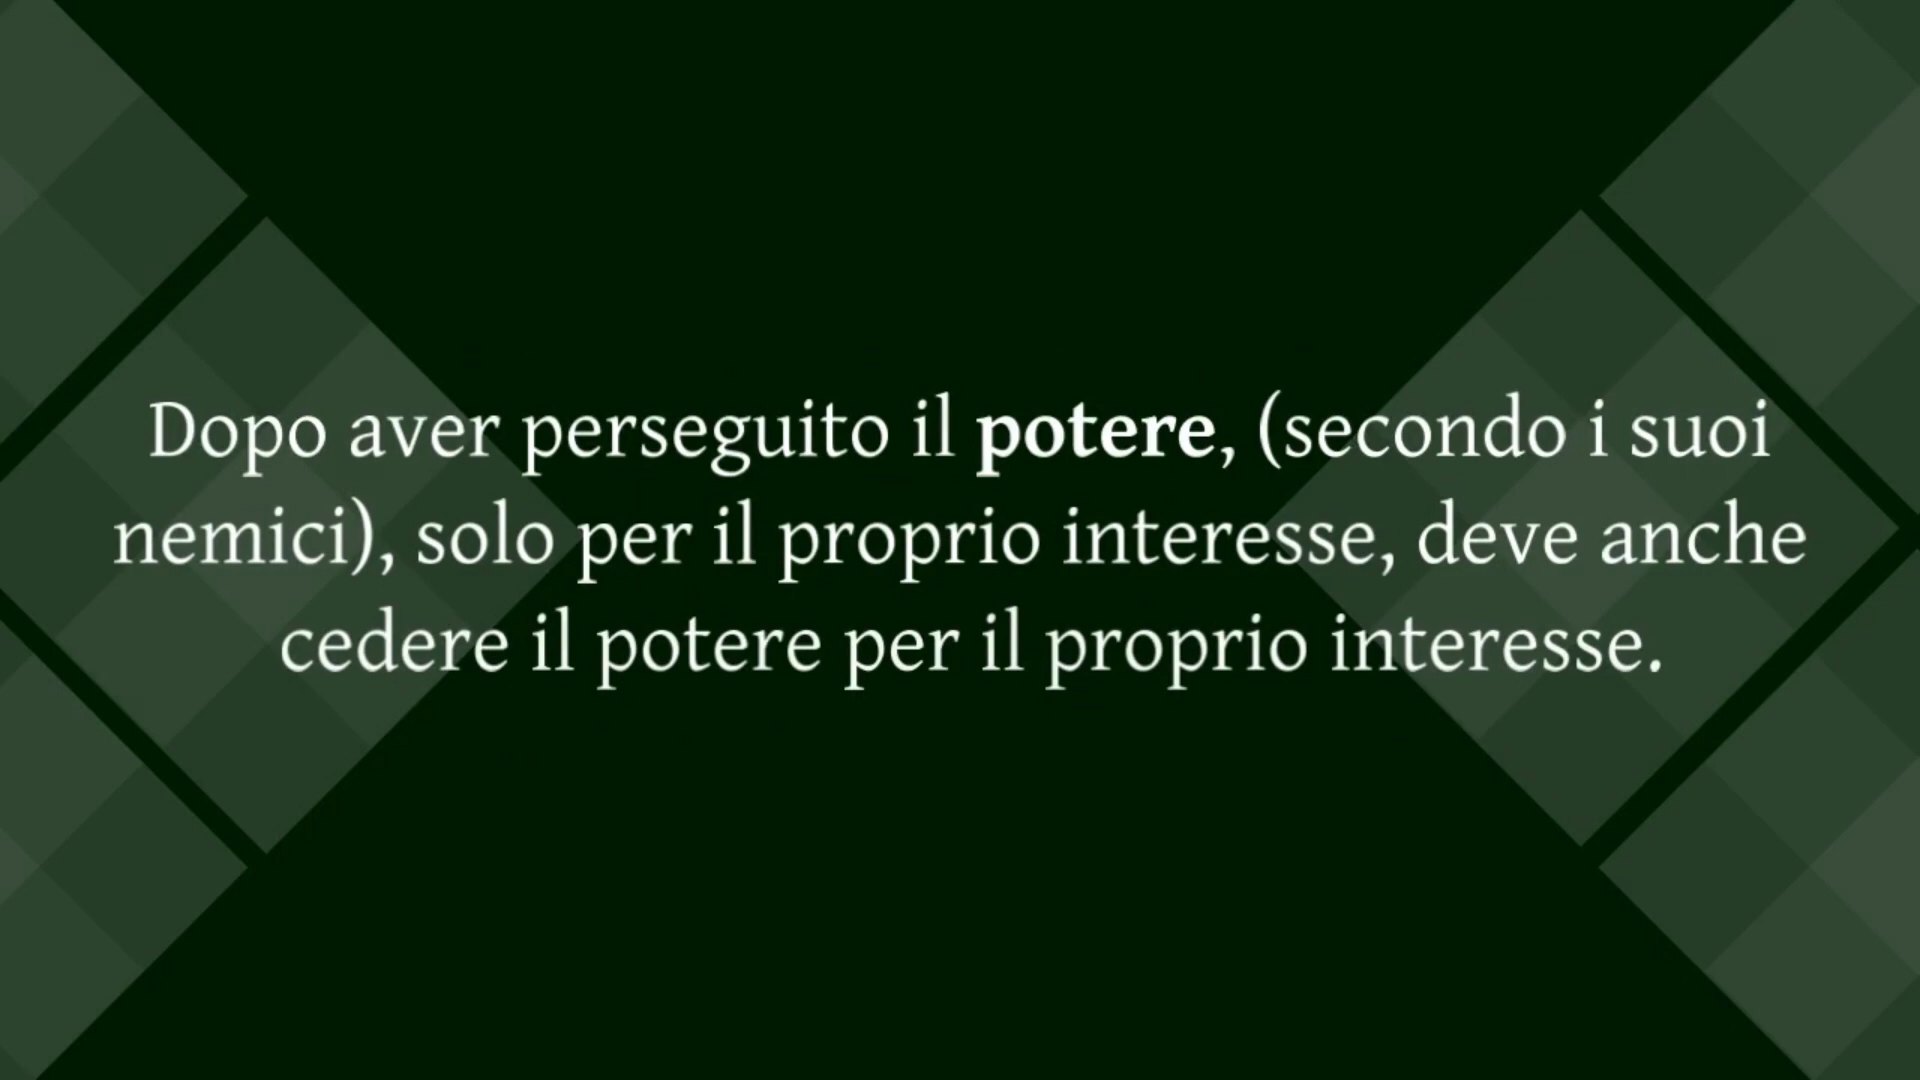 Dopo aver perseguito il potere, (secondo i suoi
nemici), solo per il proprio interesse, deve anche
cedere il potere per il proprio interesse.